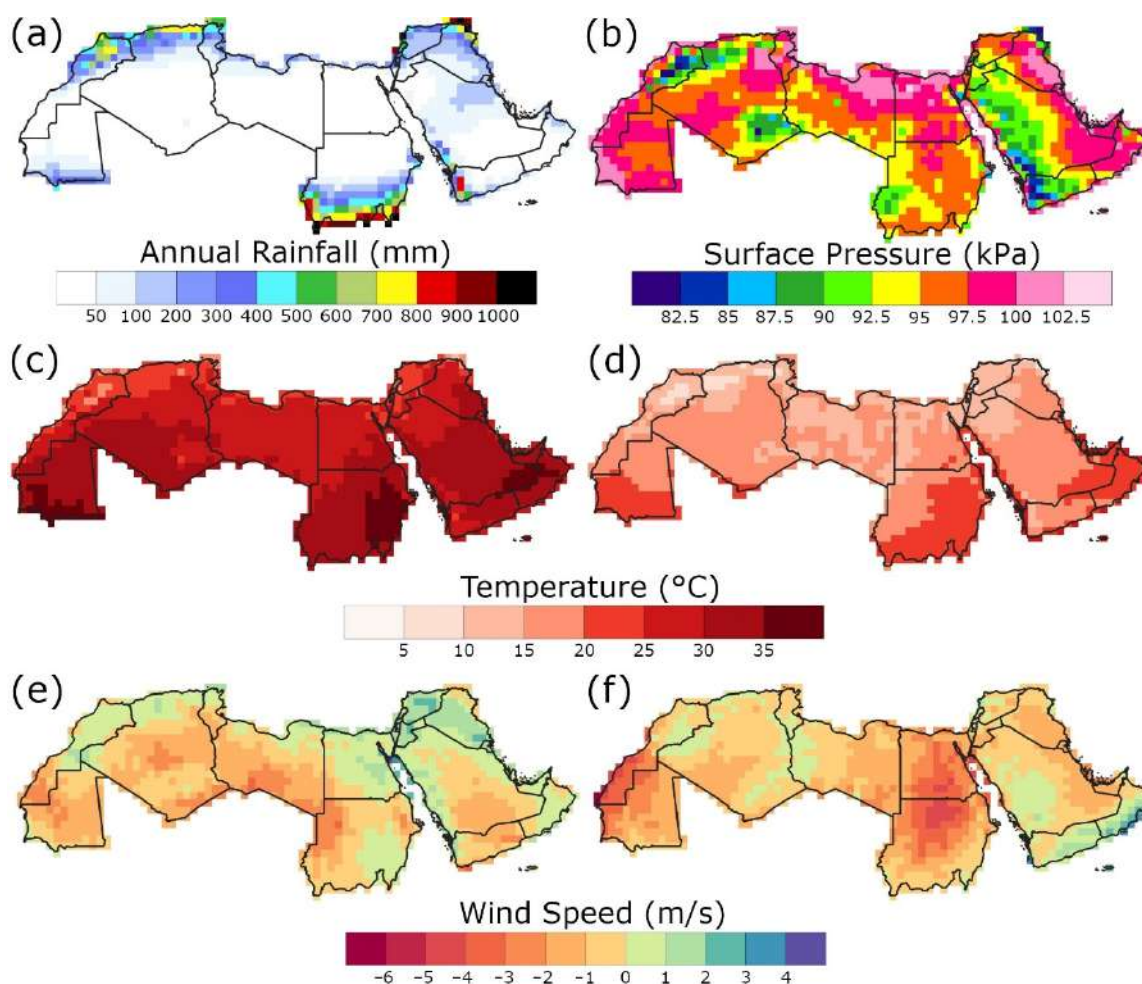 (a)
(b)
Annual Rainfall (mm)
50 100 200 300 400 500 600 700 800 900 1000
Surface Pressure (kPa)
82.5 85 87.5 90 92.5 95 97.5 100 102.5
(c)
(d)
Temperature (°C)
5 10 15 20 25 30 35
(e)
(f)
Wind Speed (m/s)
−6 −5 −4 −3 −2 −1 0 1 2 3 4